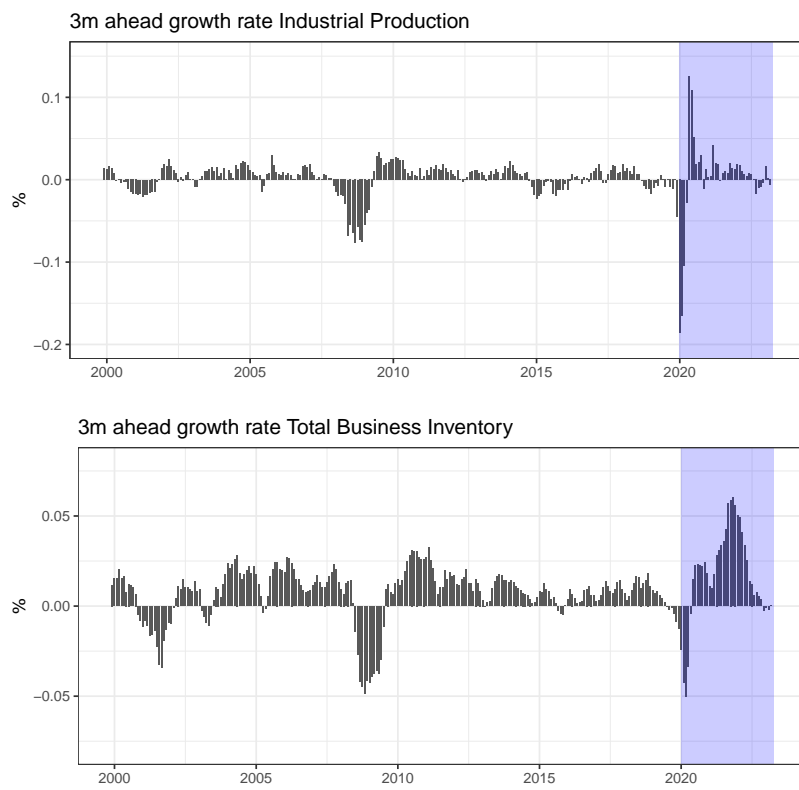 3m ahead growth rate Industrial Production
0.1
0.0
−0.1
−0.2
%
2000 2005 2010 2015 2020
3m ahead growth rate Total Business Inventory
0.05
0.00
−0.05
%
2000 2005 2010 2015 2020